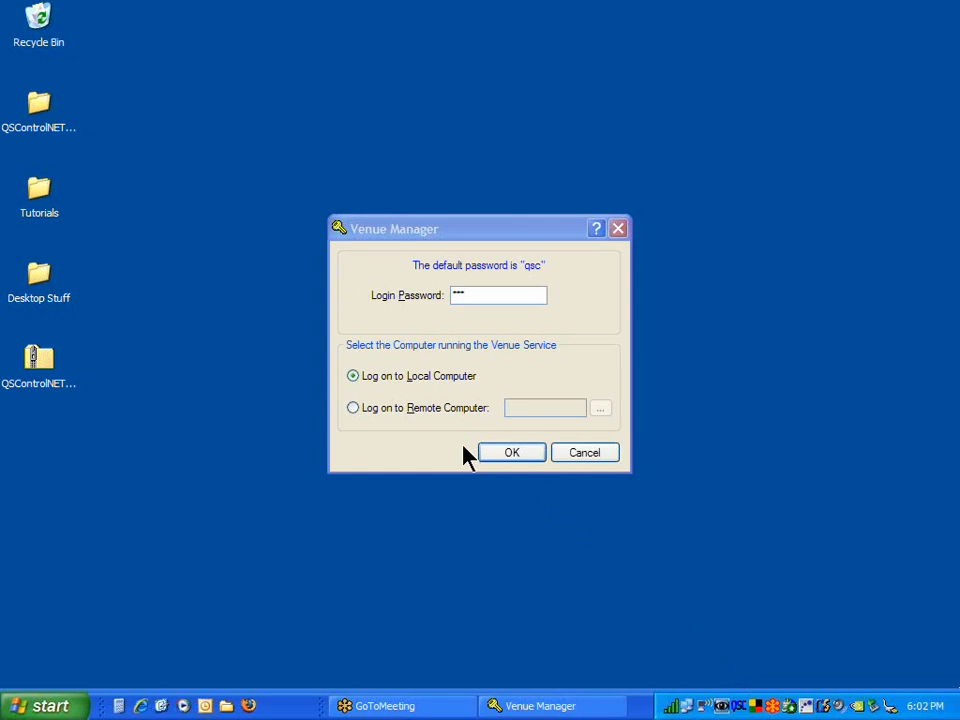 Recycle Bin
QSControlNET...
Tutorials
Desktop Stuff
QSControlNET...
Venue Manager
The default password is "qsc"
Login Password: ***
Select the Computer running the Venue Service
Log on to Local Computer
Log on to Remote Computer:
...
OK
Cancel
start
GoToMeeting
Venue Manager
QSC
6:02 PM